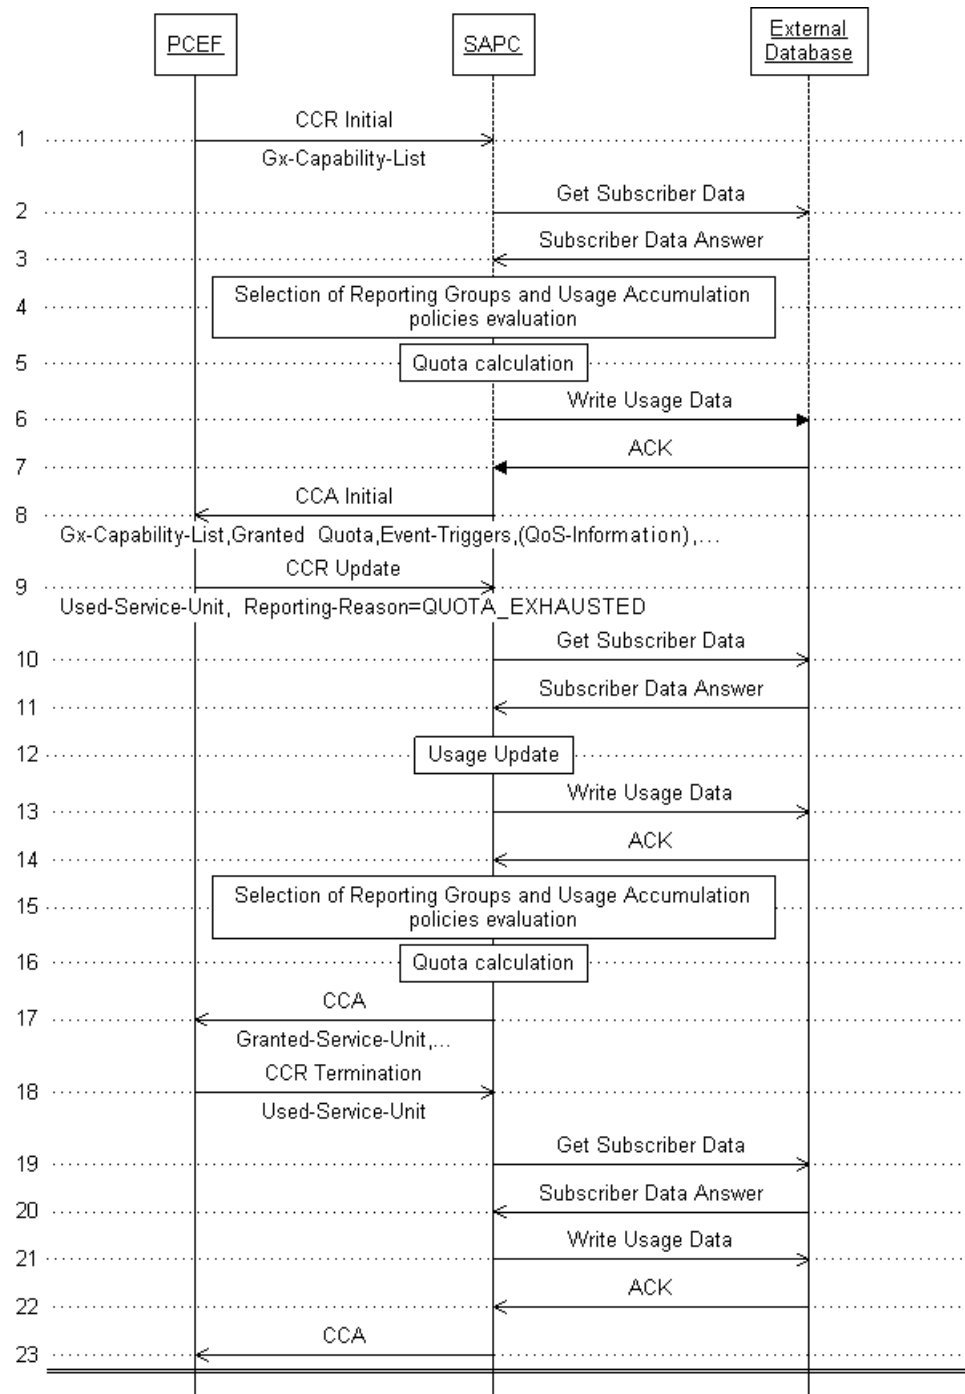 PCEF
SAPC
External
Database
CCR Initial
1
Gx-Capability-List
Get Subscriber Data
2
Subscriber Data Answer
3
Selection of Reporting Groups and Usage Accumulation
4
policies evaluation
5
Quota calculation
Write Usage Data
6
ACK
7
CCA Initial
8
Gx-Capability-List,Granted Quota,Event-Triggers,(QoS-Information),...
CCR Update
9
Used-Service-Unit, Reporting-Reason=QUOTA_EXHAUSTED
Get Subscriber Data
10
Subscriber Data Answer
11
12
Usage Update
Write Usage Data
13
ACK
14
Selection of Reporting Groups and Usage Accumulation
15
policies evaluation
16
Quota calculation
CCA
17
Granted-Service-Unit,...
CCR Termination
18
Used-Service-Unit
Get Subscriber Data
19
Subscriber Data Answer
20
Write Usage Data
21
ACK
22
CCA
23